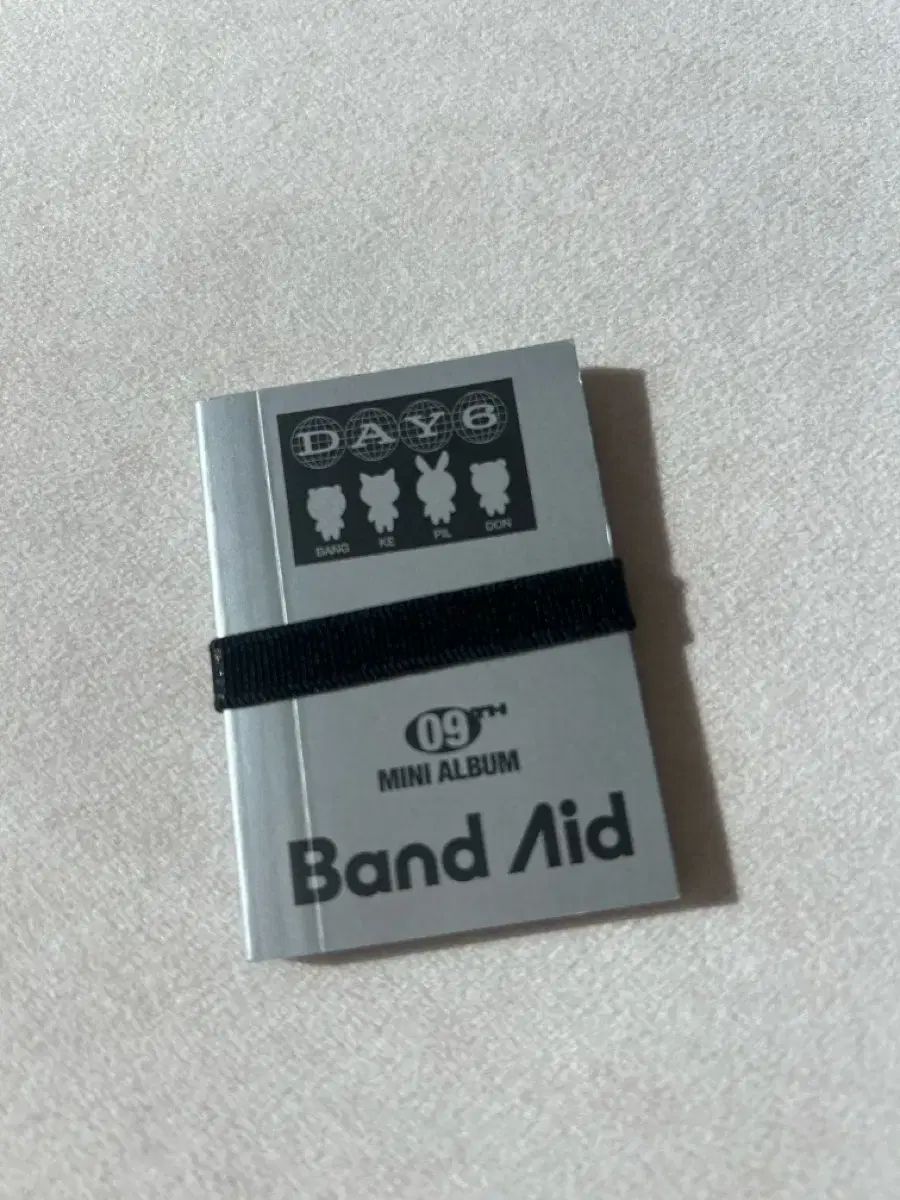 DAY6
BANG KE PIL DON
09TH
MINI ALBUM
Band Aid